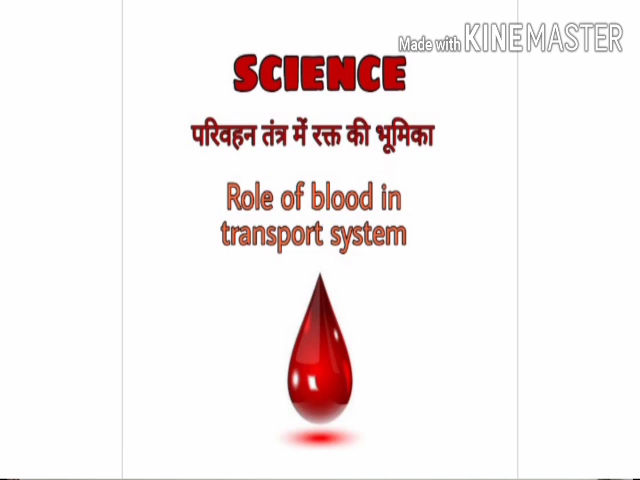 Made with KINEMASTER
SCIENCE
परिवहन तंत्र में रक्त की भूमिका
Role of blood in
transport system